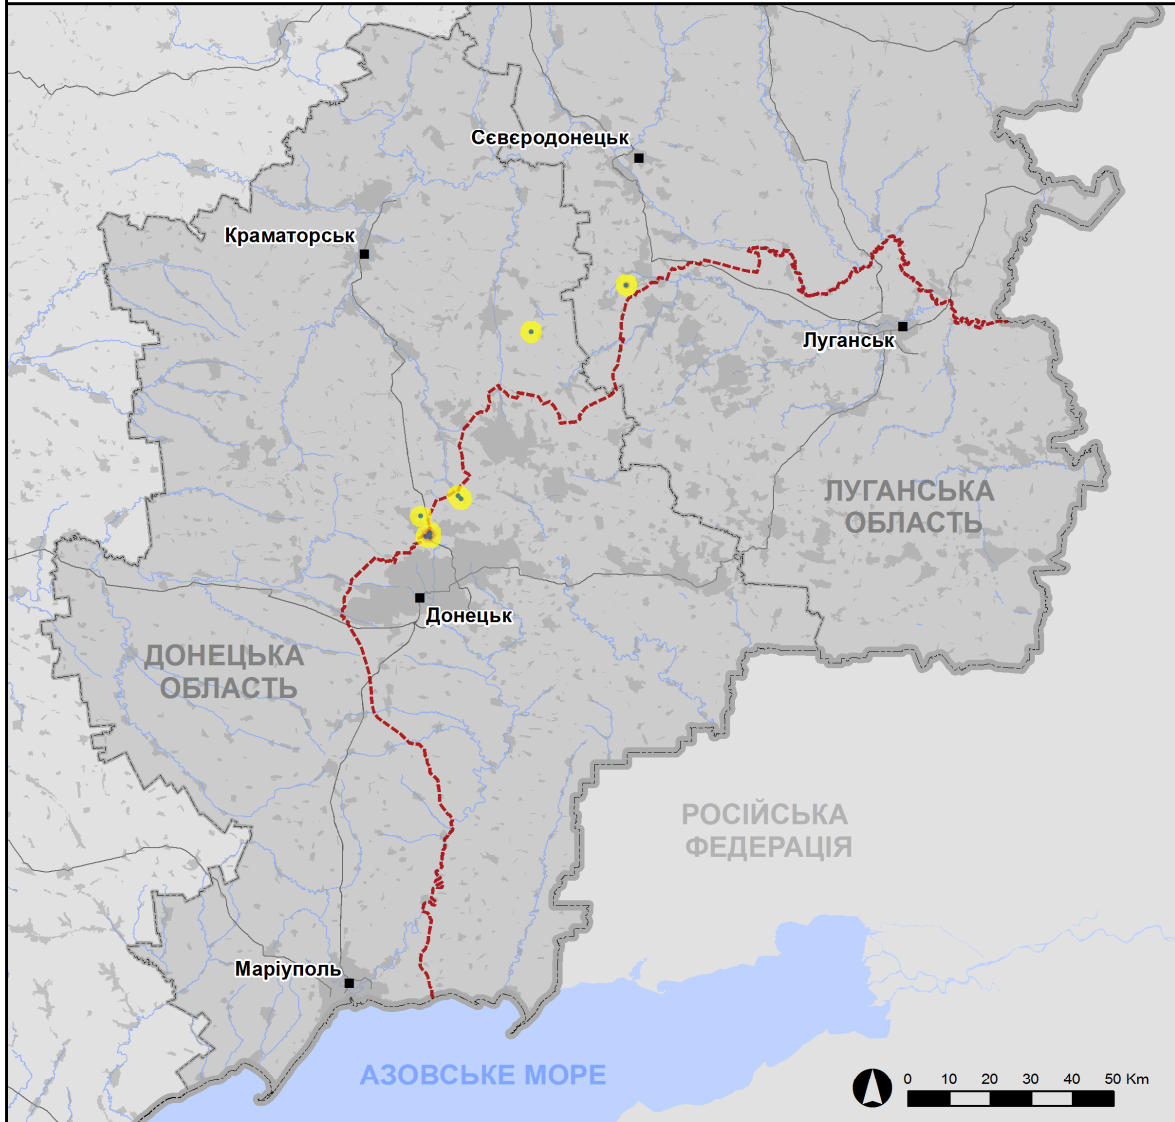 Сєвєродонецьк
Краматорськ
Луганськ
ЛУГАНСЬКА
ОБЛАСТЬ
Донецьк
ДОНЕЦЬКА
ОБЛАСТЬ
РОСІЙСЬКА
ФЕДЕРАЦІЯ
Маріуполь
АЗОВСЬКЕ МОРЕ
0 10 20 30 40 50 Km